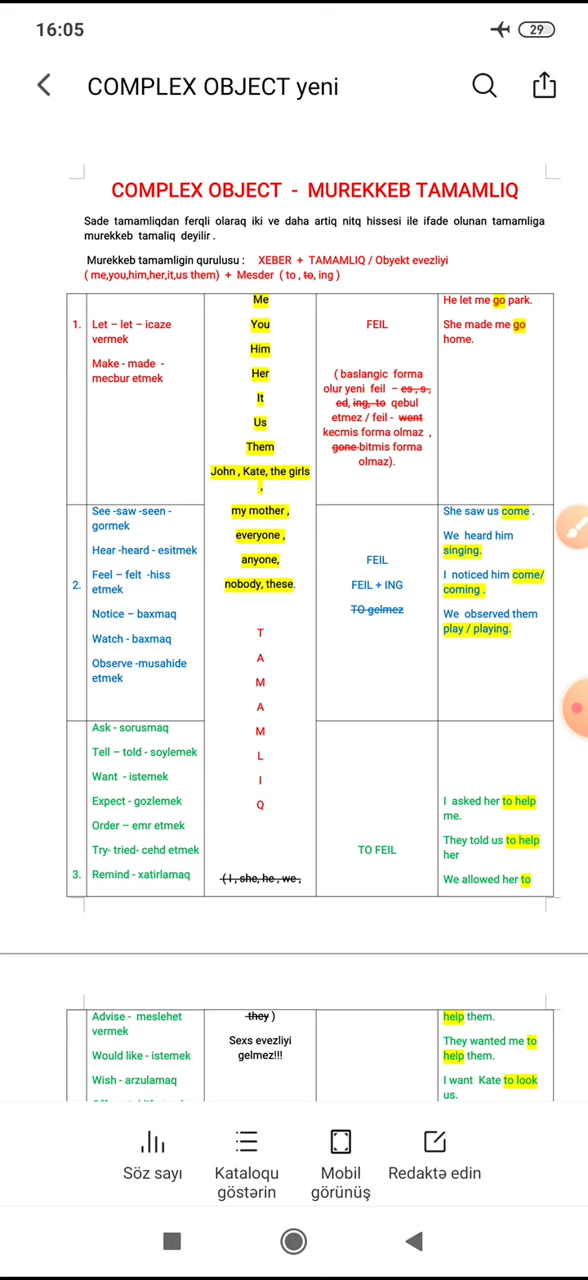 16:05
29
COMPLEX OBJECT yeni
COMPLEX OBJECT - MUREKKEB TAMAMLIQ
Sade tamamliqdan ferqli olaraq iki ve daha artiq nitq hissesi ile ifade olunan tamamliga
murekkeb tamaliq deyilir .
Murekkeb tamamligin qurulusu : XEBER + TAMAMLIQ / Obyekt evezliyi
( me,you,him,her,it,us them) + Mesder ( to , to, ing )
1. Let – let – icaze
vermek
Make - made -
mecbur etmek
Me
You
Him
Her
It
Us
Them
John , Kate, the girls
,
my mother ,
everyone ,
anyone,
nobody, these.
T
A
M
A
M
L
I
Q
( I , she, he , we ,
FEIL
( baslangic forma
olur yeni feil – es , s ,
ed, ing, to qebul
etmez / feil - went
kecmis forma olmaz ,
gone bitmis forma
olmaz).
He let me go park.
She made me go
home.
2. See -saw -seen -
gormek
Hear -heard - esitmek
Feel – felt -hiss
etmek
Notice – baxmaq
Watch - baxmaq
Observe -musahide
etmek
FEIL
FEIL + ING
TO gelmez
She saw us come .
We heard him
singing.
I noticed him come/
coming .
We observed them
play / playing.
3. Ask - sorusmaq
Tell – told - soylemek
Want - istemek
Expect - gozlemek
Order – emr etmek
Try- tried- cehd etmek
Remind - xatirlamaq
TO FEIL
I asked her to help
me.
They told us to help
her
We allowed her to
Advise - meslehet
vermek
Would like - istemek
Wish - arzulamaq
they )
Sexs evezliyi
gelmez!!!
help them.
They wanted me to
help them.
I want Kate to look
us.
Söz sayı
Kataloqu
göstərin
Mobil
görünüş
Redaktə edin